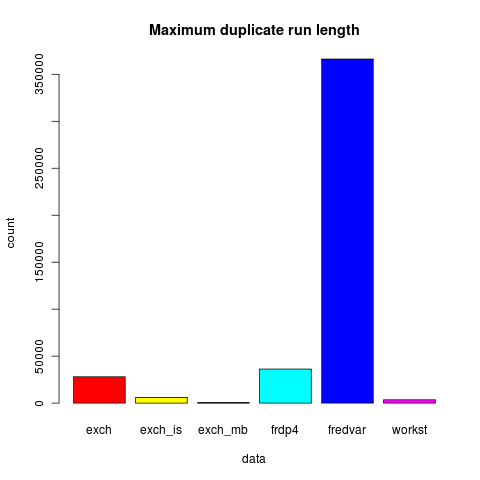 Maximum duplicate run length
count
350000
250000
150000
50000
0
exch exch_is exch_mb frdp4 fredvar workst
data